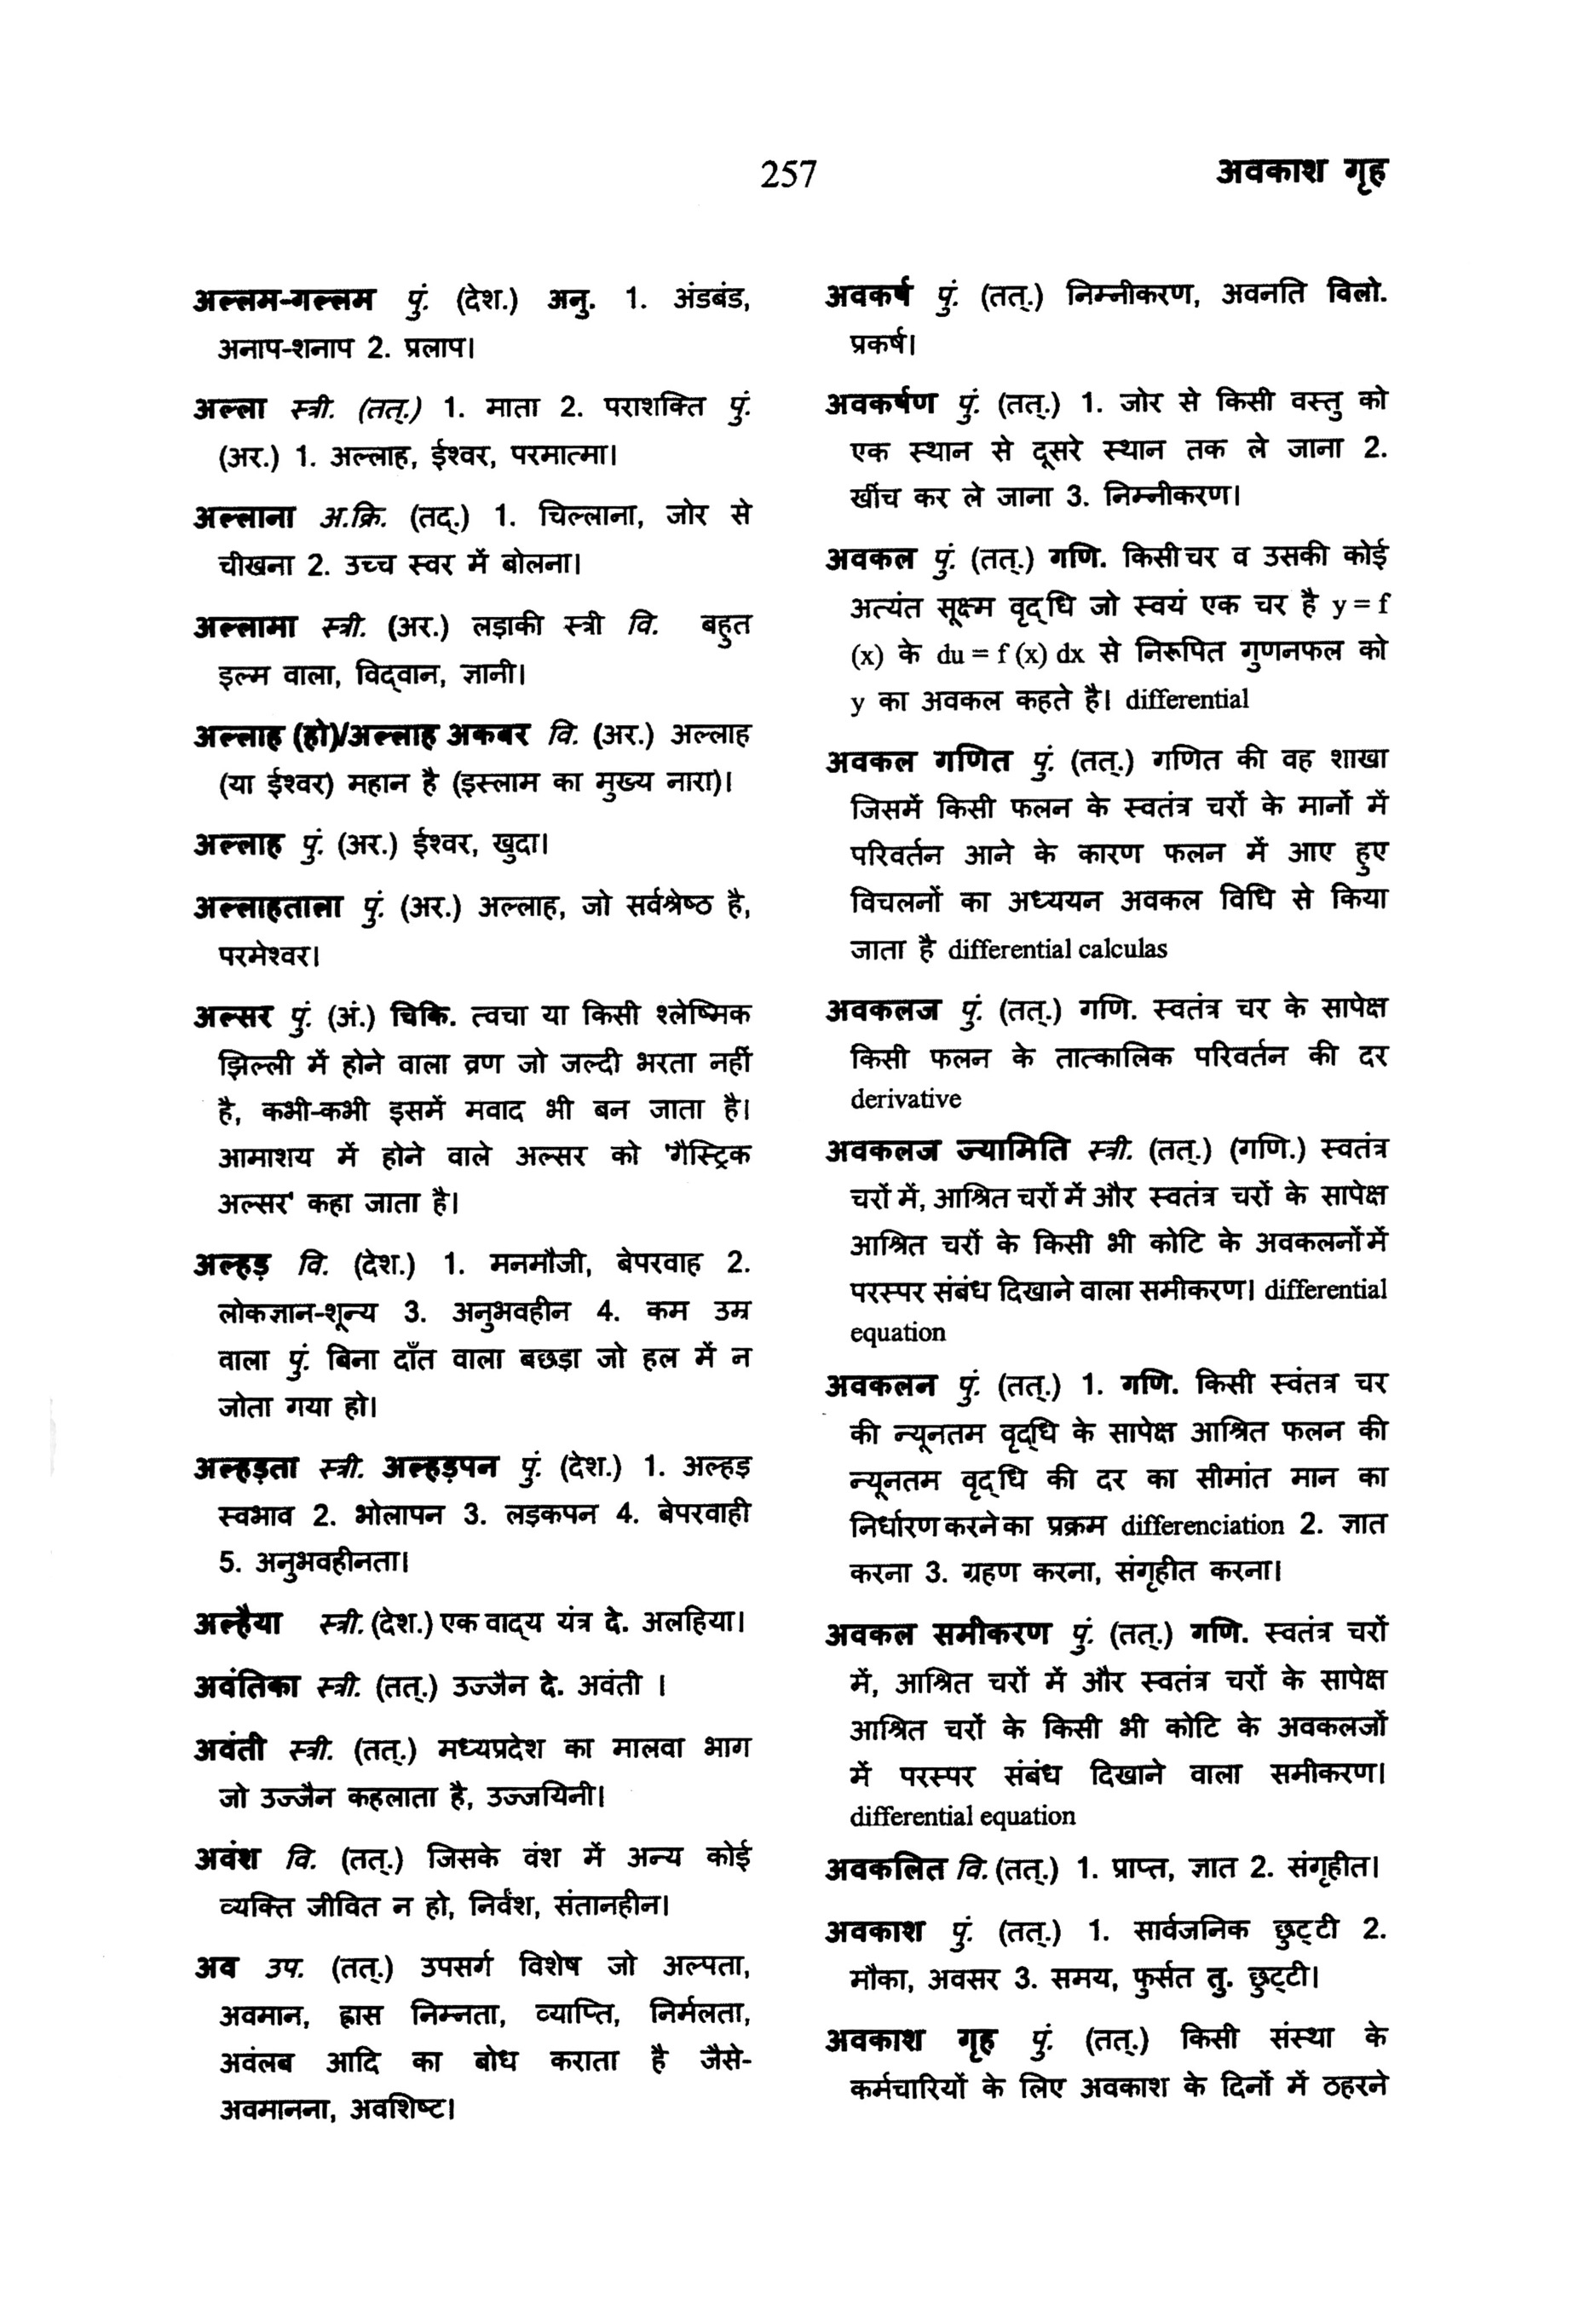 257
अवकाश गृह
अल्लम-गल्लम पुं. (देश.) अनु. 1. अंडबंड,
अनाप-शनाप 2. प्रलाप।
अल्ला स्त्री. (तत्.) 1. माता 2. पराशक्ति पुं.
(अर.) 1. अल्लाह, ईश्वर, परमात्मा।
अल्लाना अ.क्रि. (तद्.) 1. चिल्लाना, जोर से
चीखना 2. उच्च स्वर में बोलना।
अल्लामा स्त्री. (अर.) लड़ाकी स्त्री वि. बहुत
इल्म वाला, विद्वान, ज्ञानी।
अल्लाह (हो)/अल्लाह अकबर वि. (अर.) अल्लाह
(या ईश्वर) महान है (इस्लाम का मुख्य नारा)।
अल्लाह पुं. (अर.) ईश्वर, खुदा।
अल्लाहताला पुं. (अर.) अल्लाह, जो सर्वश्रेष्ठ है,
परमेश्वर।
अल्सर पुं. (अं.) चिकि. त्वचा या किसी श्लेष्मिक
झिल्ली में होने वाला व्रण जो जल्दी भरता नहीं
है, कभी-कभी इसमें मवाद भी बन जाता है।
आमाशय में होने वाले अल्सर को 'गैस्ट्रिक
अल्सर' कहा जाता है।
अल्हड़ वि. (देश.) 1. मनमौजी, बेपरवाह 2.
लोकज्ञान-शून्य 3. अनुभवहीन 4. कम उम्र
वाला पुं. बिना दाँत वाला बछड़ा जो हल में न
जोता गया हो।
अल्हड़ता स्त्री. अल्हड़पन पुं. (देश.) 1. अल्हड़
स्वभाव 2. भोलापन 3. लड़कपन 4. बेपरवाही
5. अनुभवहीनता।
अल्हैया स्त्री. (देश.) एक वाद्य यंत्र दे. अलहिया।
अवंतिका स्त्री. (तत्.) उज्जैन दे. अवंती ।
अवंती स्त्री. (तत्.) मध्यप्रदेश का मालवा भाग
जो उज्जैन कहलाता है, उज्जयिनी।
अवंश वि. (तत्.) जिसके वंश में अन्य कोई
व्यक्ति जीवित न हो, निर्वंश, संतानहीन।
अव उप. (तत्.) उपसर्ग विशेष जो अल्पता,
अवमान, ह्रास निम्नता, व्याप्ति, निर्मलता,
अवंलब आदि का बोध कराता है जैसे-
अवमानना, अवशिष्ट।
अवकर्ष पुं. (तत्.) निम्नीकरण, अवनति विलो.
प्रकर्ष।
अवकर्षण पुं. (तत्.) 1. जोर से किसी वस्तु को
एक स्थान से दूसरे स्थान तक ले जाना 2.
खींच कर ले जाना 3. निम्नीकरण।
अवकल पुं. (तत्.) गणि. किसी चर व उसकी कोई
अत्यंत सूक्ष्म वृद्धि जो स्वयं एक चर है y = f
(x) के du = f (x) dx से निरूपित गुणनफल को
y का अवकल कहते है। differential
अवकल गणित पुं. (तत्.) गणित की वह शाखा
जिसमें किसी फलन के स्वतंत्र चरों के मानों में
परिवर्तन आने के कारण फलन में आए हुए
विचलनों का अध्ययन अवकल विधि से किया
जाता है differential calculas
अवकलज पुं. (तत्.) गणि. स्वतंत्र चर के सापेक्ष
किसी फलन के तात्कालिक परिवर्तन की दर
derivative
अवकलज ज्यामिति स्त्री. (तत्.) (गणि.) स्वतंत्र
चरों में, आश्रित चरों में और स्वतंत्र चरों के सापेक्ष
आश्रित चरों के किसी भी कोटि के अवकलनों में
परस्पर संबंध दिखाने वाला समीकरण। differential
equation
अवकलन पुं. (तत्.) 1. गणि. किसी स्वंतत्र चर
की न्यूनतम वृद्धि के सापेक्ष आश्रित फलन की
न्यूनतम वृद्धि की दर का सीमांत मान का
निर्धारण करने का प्रक्रम differenciation 2. ज्ञात
करना 3. ग्रहण करना, संगृहीत करना।
अवकल समीकरण पुं. (तत्.) गणि. स्वतंत्र चरों
में, आश्रित चरों में और स्वतंत्र चरों के सापेक्ष
आश्रित चरों के किसी भी कोटि के अवकलजों
में परस्पर संबंध दिखाने वाला समीकरण।
differential equation
अवकलित वि. (तत्.) 1. प्राप्त, ज्ञात 2. संगृहीत।
अवकाश पुं. (तत्.) 1. सार्वजनिक छुट्टी 2.
मौका, अवसर 3. समय, फुर्सत तु. छुट्टी।
अवकाश गृह पुं. (तत्.) किसी संस्था के
कर्मचारियों के लिए अवकाश के दिनों में ठहरने